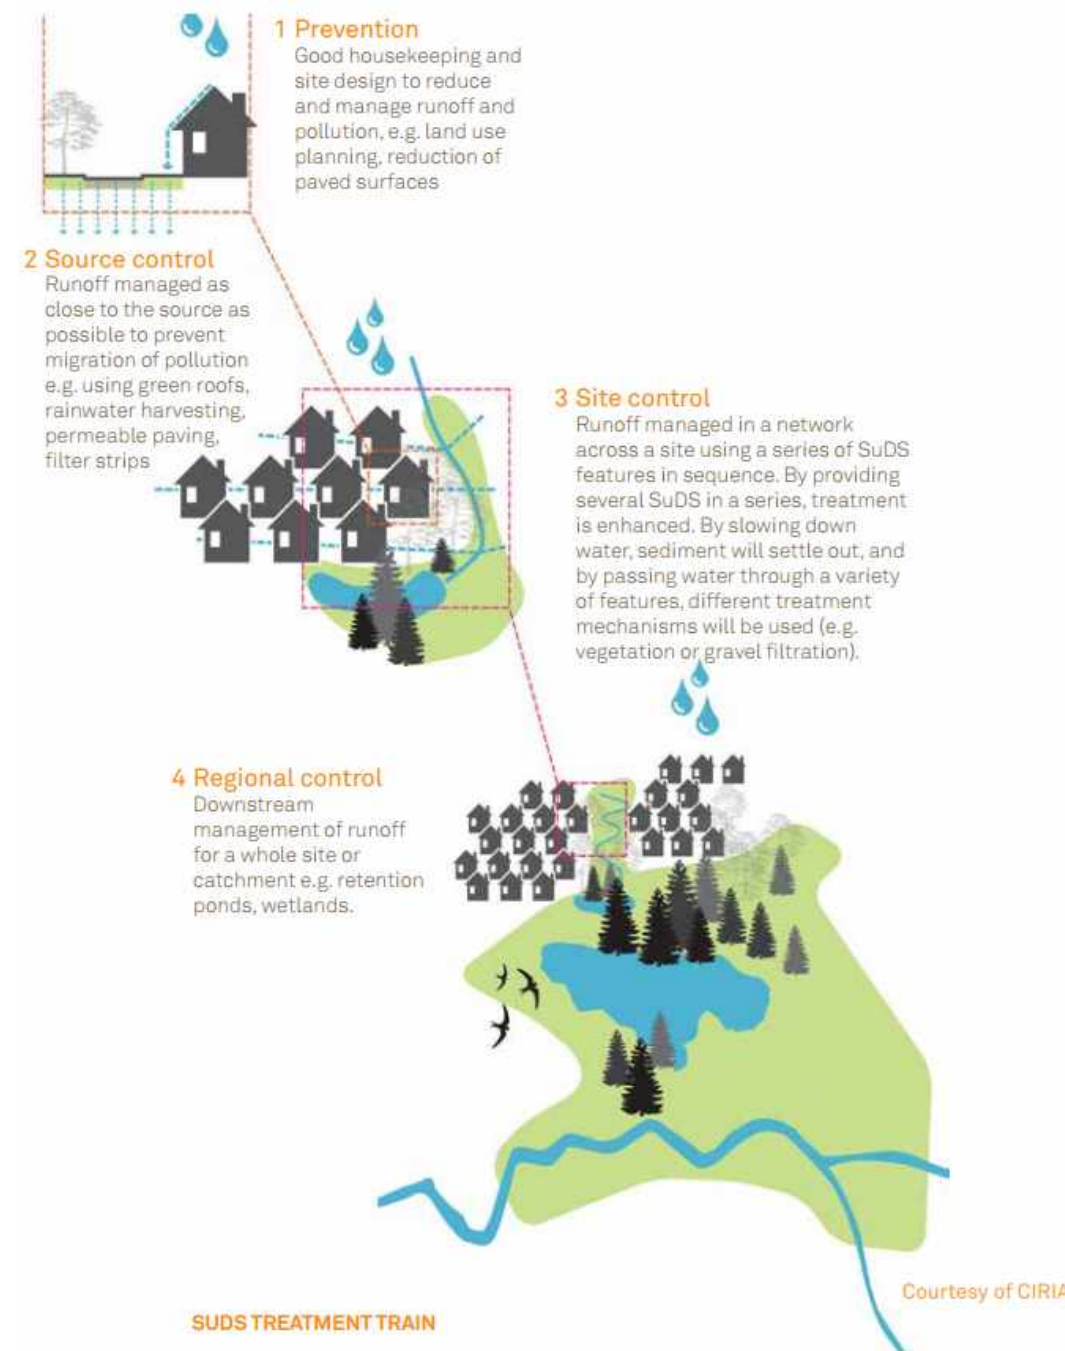 1 Prevention
Good housekeeping and
site design to reduce
and manage runoff and
pollution, e.g. land use
planning, reduction of
paved surfaces
2 Source control
Runoff managed as
close to the source as
possible to prevent
migration of pollution
e.g. using green roofs,
rainwater harvesting,
permeable paving,
filter strips
3 Site control
Runoff managed in a network
across a site using a series of SuDS
features in sequence. By providing
several SuDS in a series, treatment
is enhanced. By slowing down
water, sediment will settle out, and
by passing water through a variety
of features, different treatment
mechanisms will be used (e.g.
vegetation or gravel filtration).
4 Regional control
Downstream
management of runoff
for a whole site or
catchment e.g. retention
ponds, wetlands.
Courtesy of CIRIA
SUDS TREATMENT TRAIN